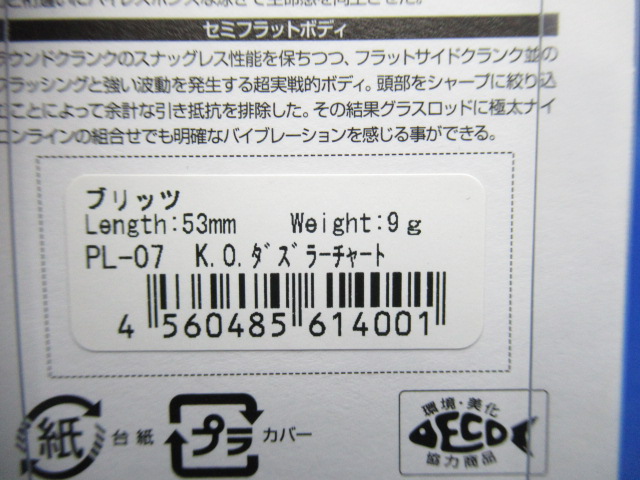 セミフラットボディ
ラウンドクランクのスナッグレス性能を保ちつつ、フラットサイドクランク並の
フラッシングと強い波動を発生する超実戦的ボディ。頭部をシャープに絞り込
むことによって余計な引き抵抗を排除した。その結果グラスロッドに極太ナイ
ロンラインの組合せでも明確なバイブレーションを感じる事ができる。
ブリッツ
Length:53mm Weight:9g
PL-07 K.O.ダズラーチャート
4 560485 614001
紙 台紙 プラ カバー
環境・美化
ECO
協力商品